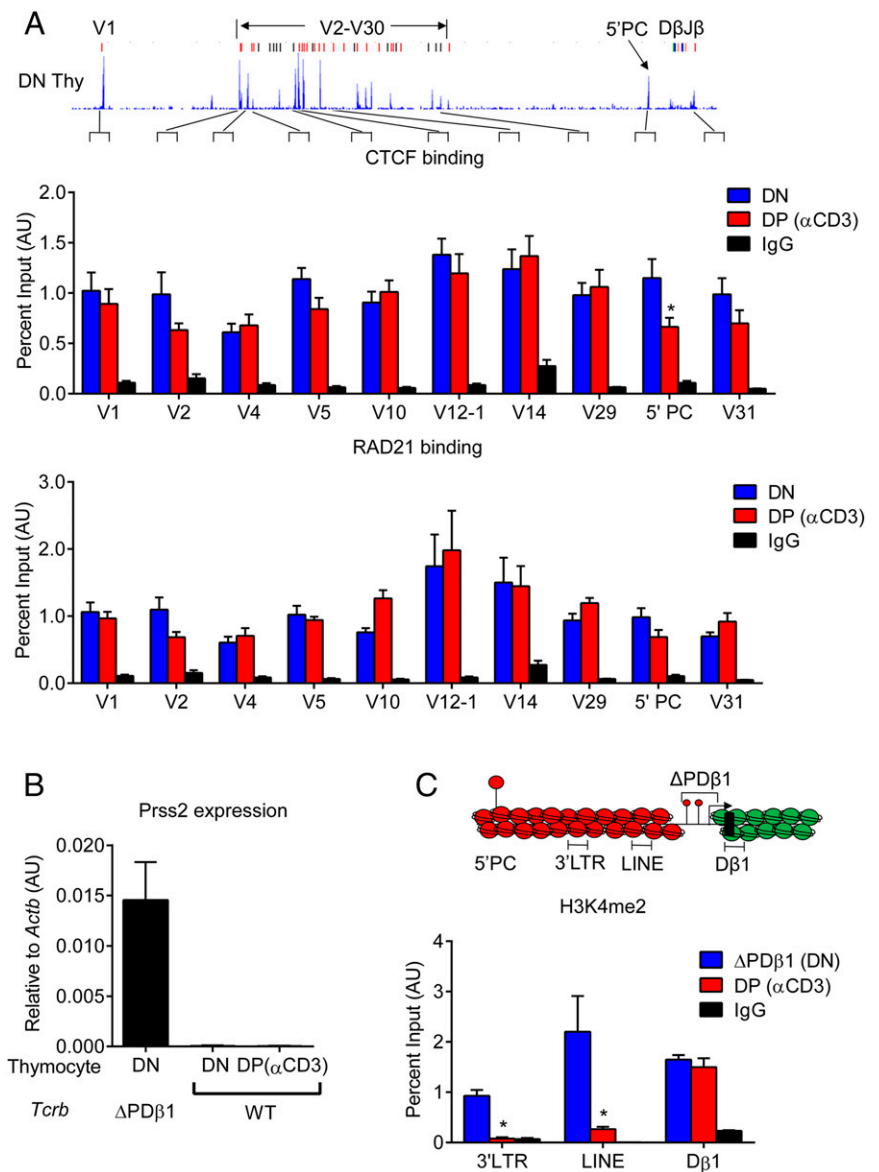 A
V1 V2-V30 5'PC DβJβ
DN Thy
CTCF binding
Percent Input (AU)
2.0
1.5
1.0
0.5
0.0
DN
DP (αCD3)
IgG
*
V1 V2 V4 V5 V10 V12-1 V14 V29 5' PC V31
RAD21 binding
Percent Input (AU)
3.0
2.0
1.0
0.0
DN
DP (αCD3)
IgG
V1 V2 V4 V5 V10 V12-1 V14 V29 5' PC V31
B
Prss2 expression
Relative to Actb (AU)
0.020
0.015
0.010
0.005
0.000
Thymocyte DN DN DP(αCD3)
Tcrb ΔPDβ1 WT
C
ΔPDβ1
5'PC 3'LTR LINE Dβ1
H3K4me2
Percent Input (AU)
4
3
2
1
0
ΔPDβ1 (DN)
DP (αCD3)
IgG
* *
3'LTR LINE Dβ1